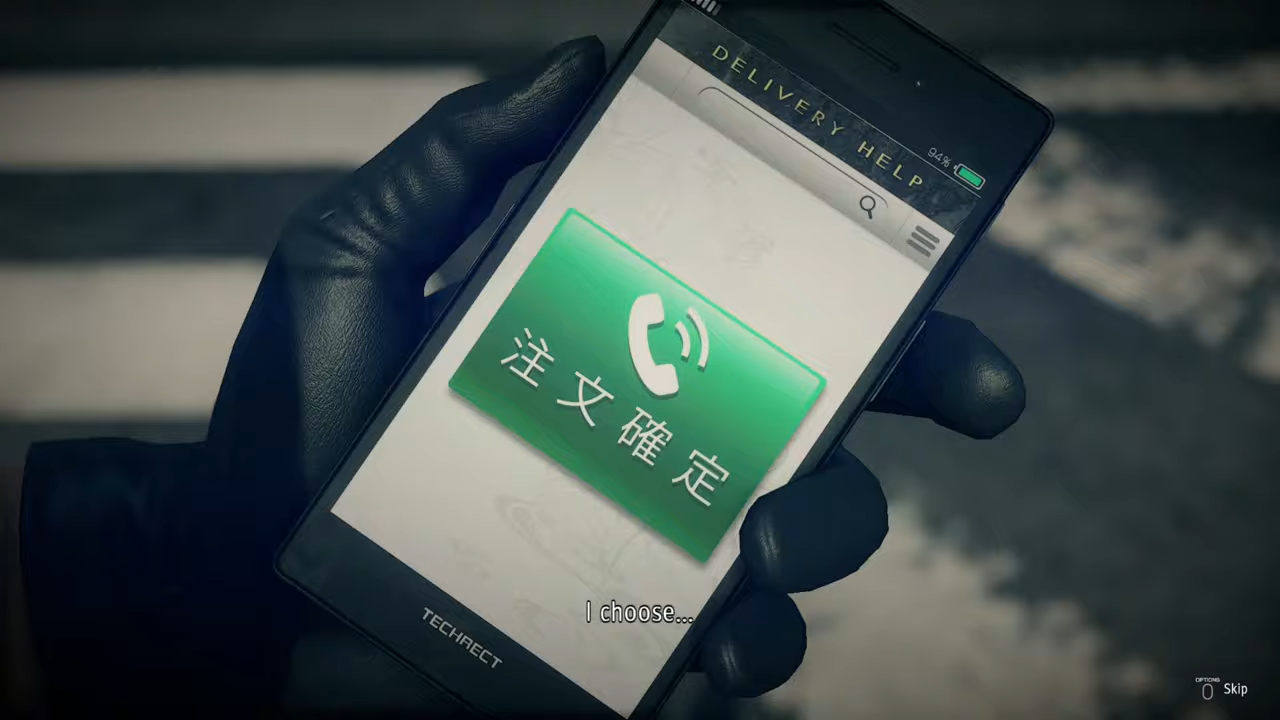 DELIVERY HELP
94%
注文確定
I choose...
TECHRECT
OPTIONS
Skip